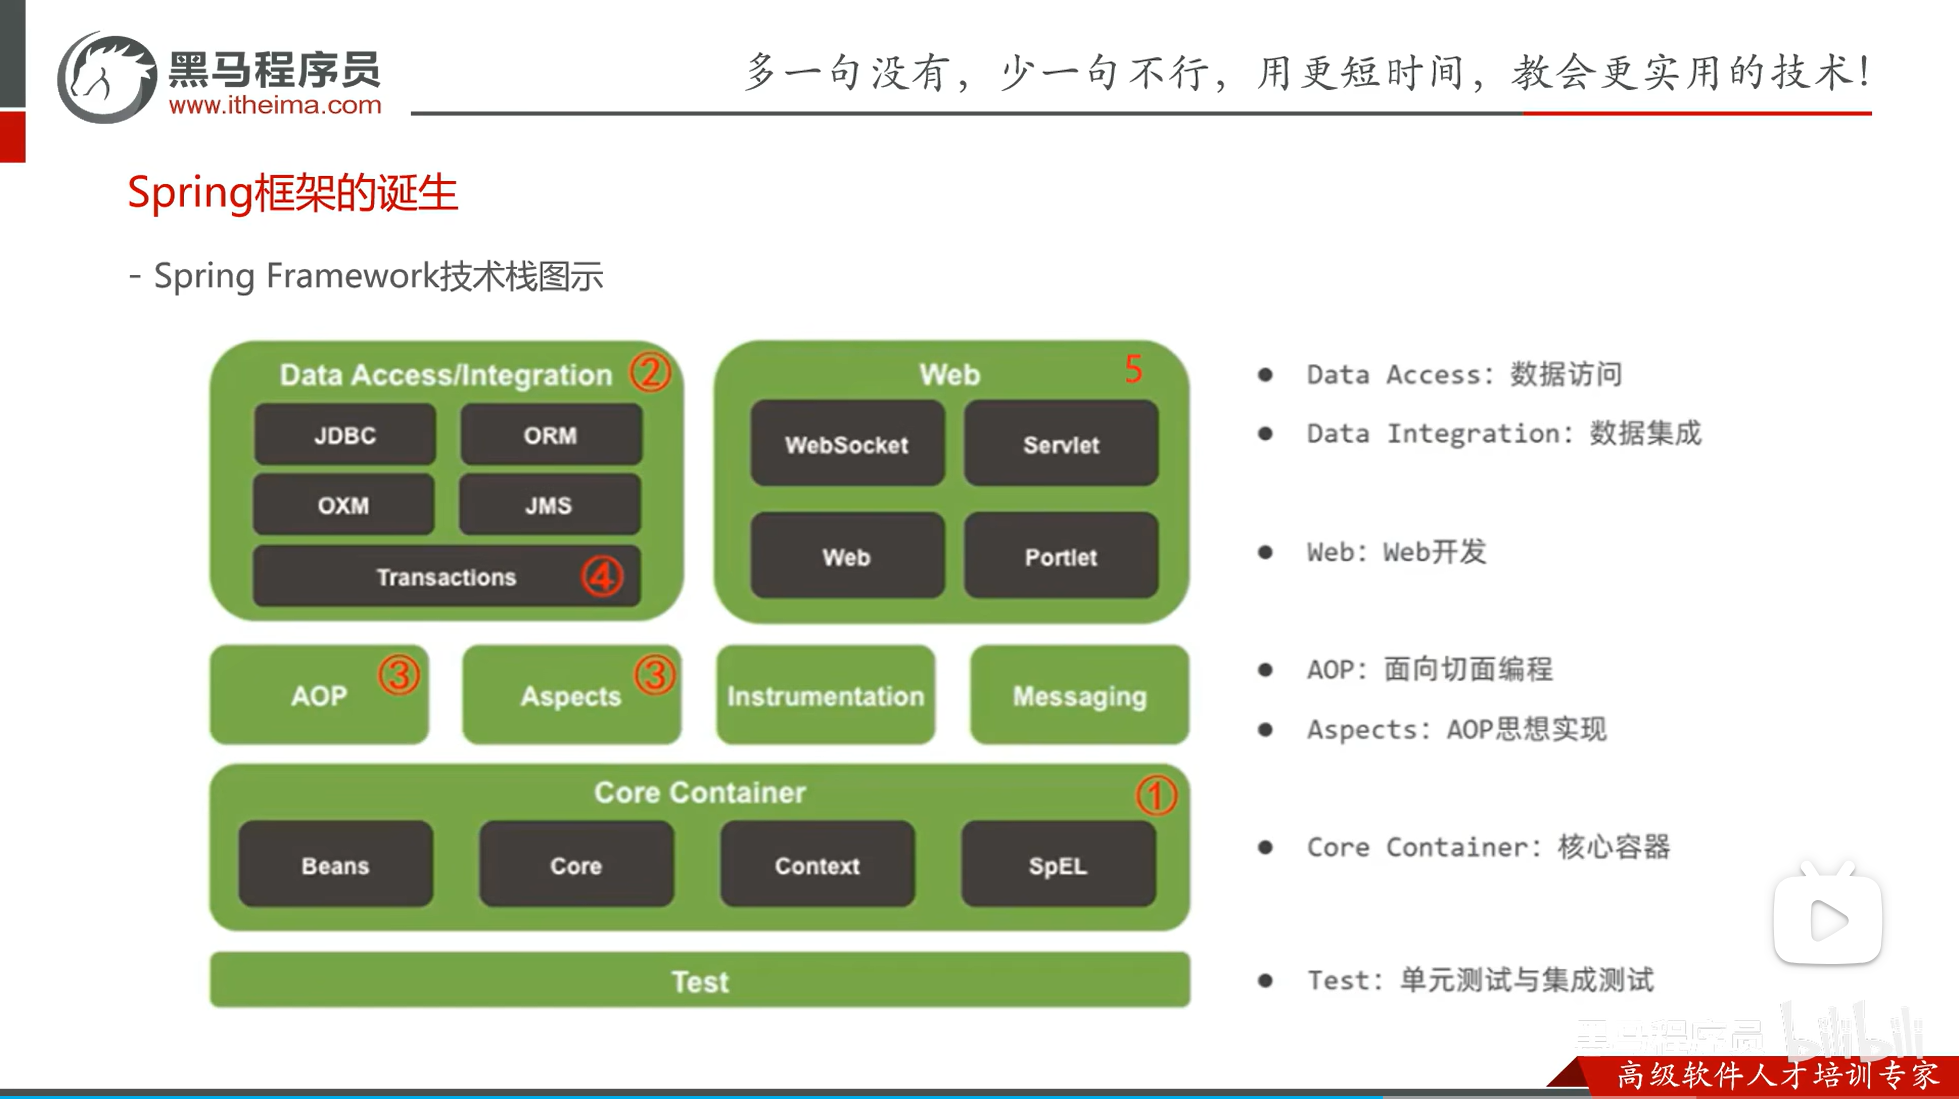 黑马程序员
www.itheima.com
多一句没有，少一句不行，用更短时间，教会更实用的技术！
Spring框架的诞生
- Spring Framework技术栈图示
Data Access/Integration ②
JDBC ORM
OXM JMS
Transactions ④
Web 5
WebSocket Servlet
Web Portlet
AOP ③ Aspects ③ Instrumentation Messaging
Core Container ①
Beans Core Context SpEL
Test
● Data Access：数据访问
● Data Integration：数据集成
● Web：Web开发
● AOP：面向切面编程
● Aspects：AOP思想实现
● Core Container：核心容器
● Test：单元测试与集成测试
黑马程序员 bilibili
高级软件人才培训专家